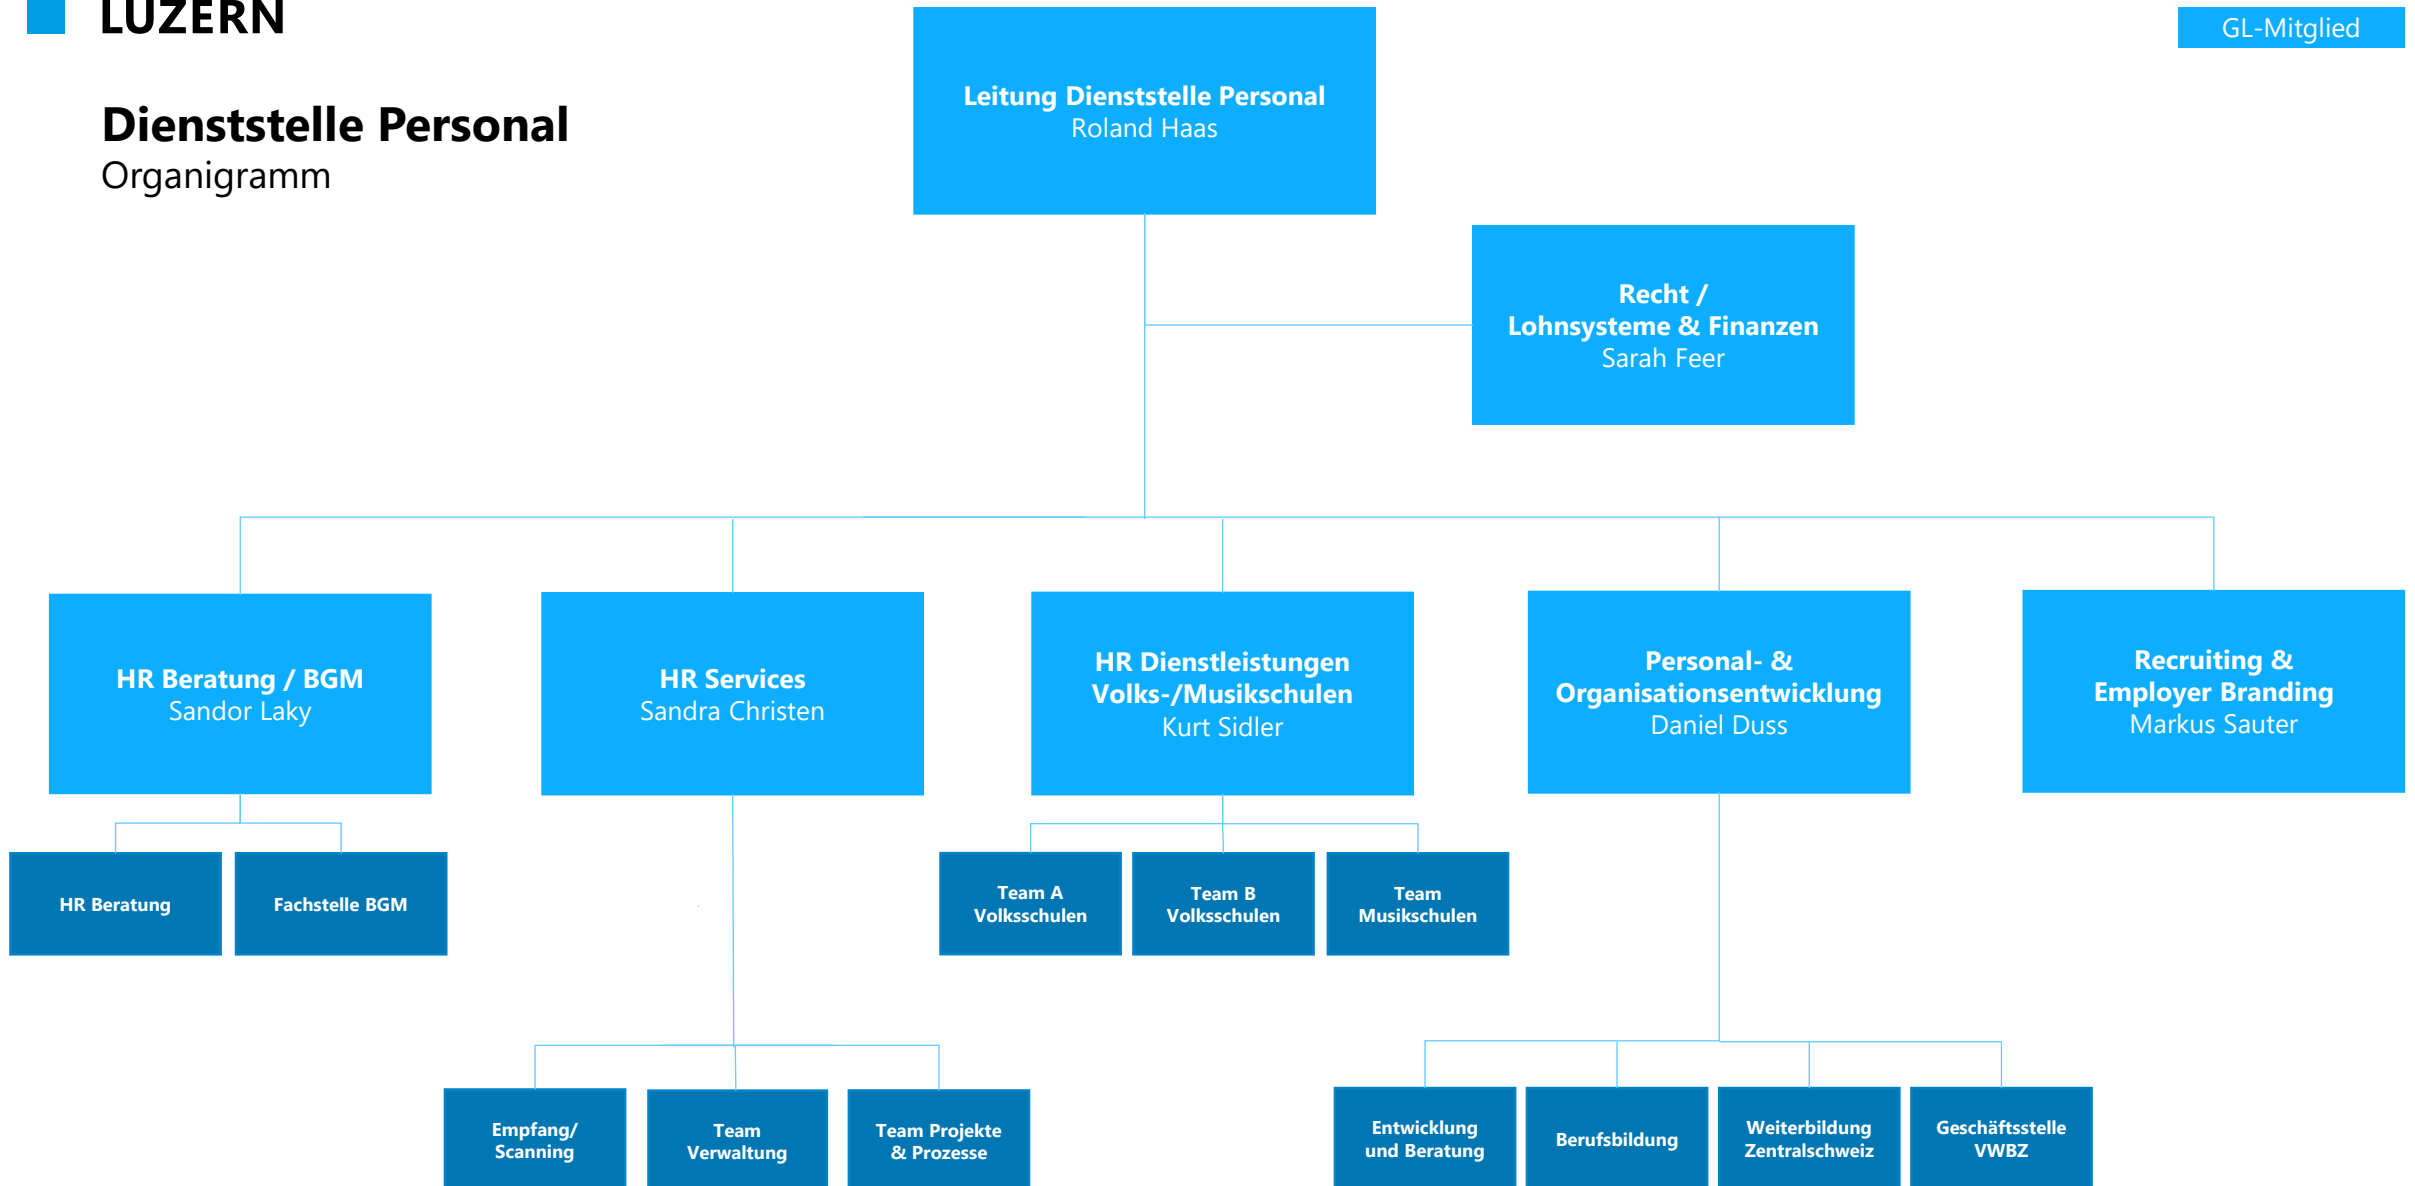 LUZERN
GL-Mitglied
Dienststelle Personal
Organigramm
Leitung Dienststelle Personal
Roland Haas
Recht /
Lohnsysteme & Finanzen
Sarah Feer
HR Beratung / BGM
Sandor Laky
HR Services
Sandra Christen
HR Dienstleistungen
Volks-/Musikschulen
Kurt Sidler
Personal- &
Organisationsentwicklung
Daniel Duss
Recruiting &
Employer Branding
Markus Sauter
HR Beratung
Fachstelle BGM
Team A
Volksschulen
Team B
Volksschulen
Team
Musikschulen
Empfang/
Scanning
Team
Verwaltung
Team Projekte
& Prozesse
Entwicklung
und Beratung
Berufsbildung
Weiterbildung
Zentralschweiz
Geschäftsstelle
VWBZ